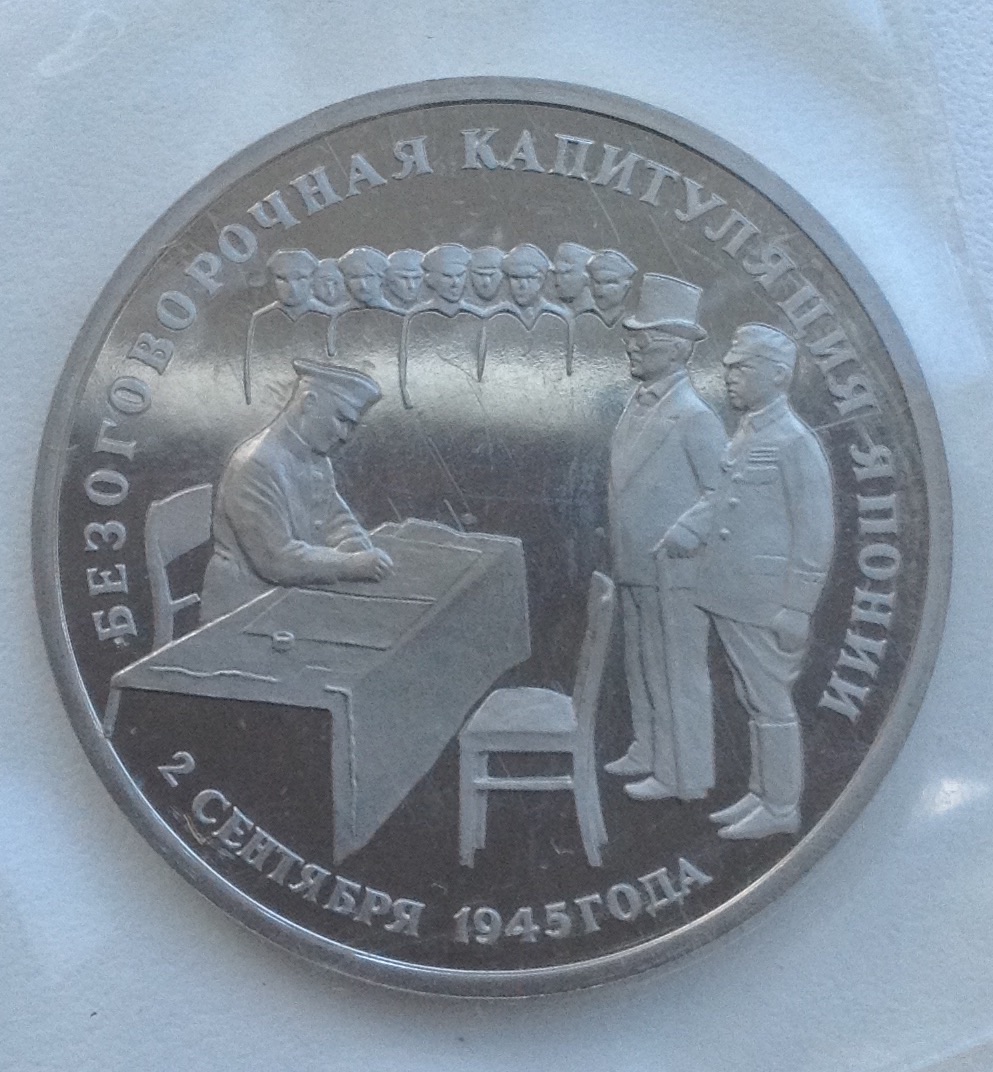 БЕЗОГОВОРОЧНАЯ КАПИТУЛЯЦИЯ ЯПОНИИ
2 СЕНТЯБРЯ 1945 ГОДА